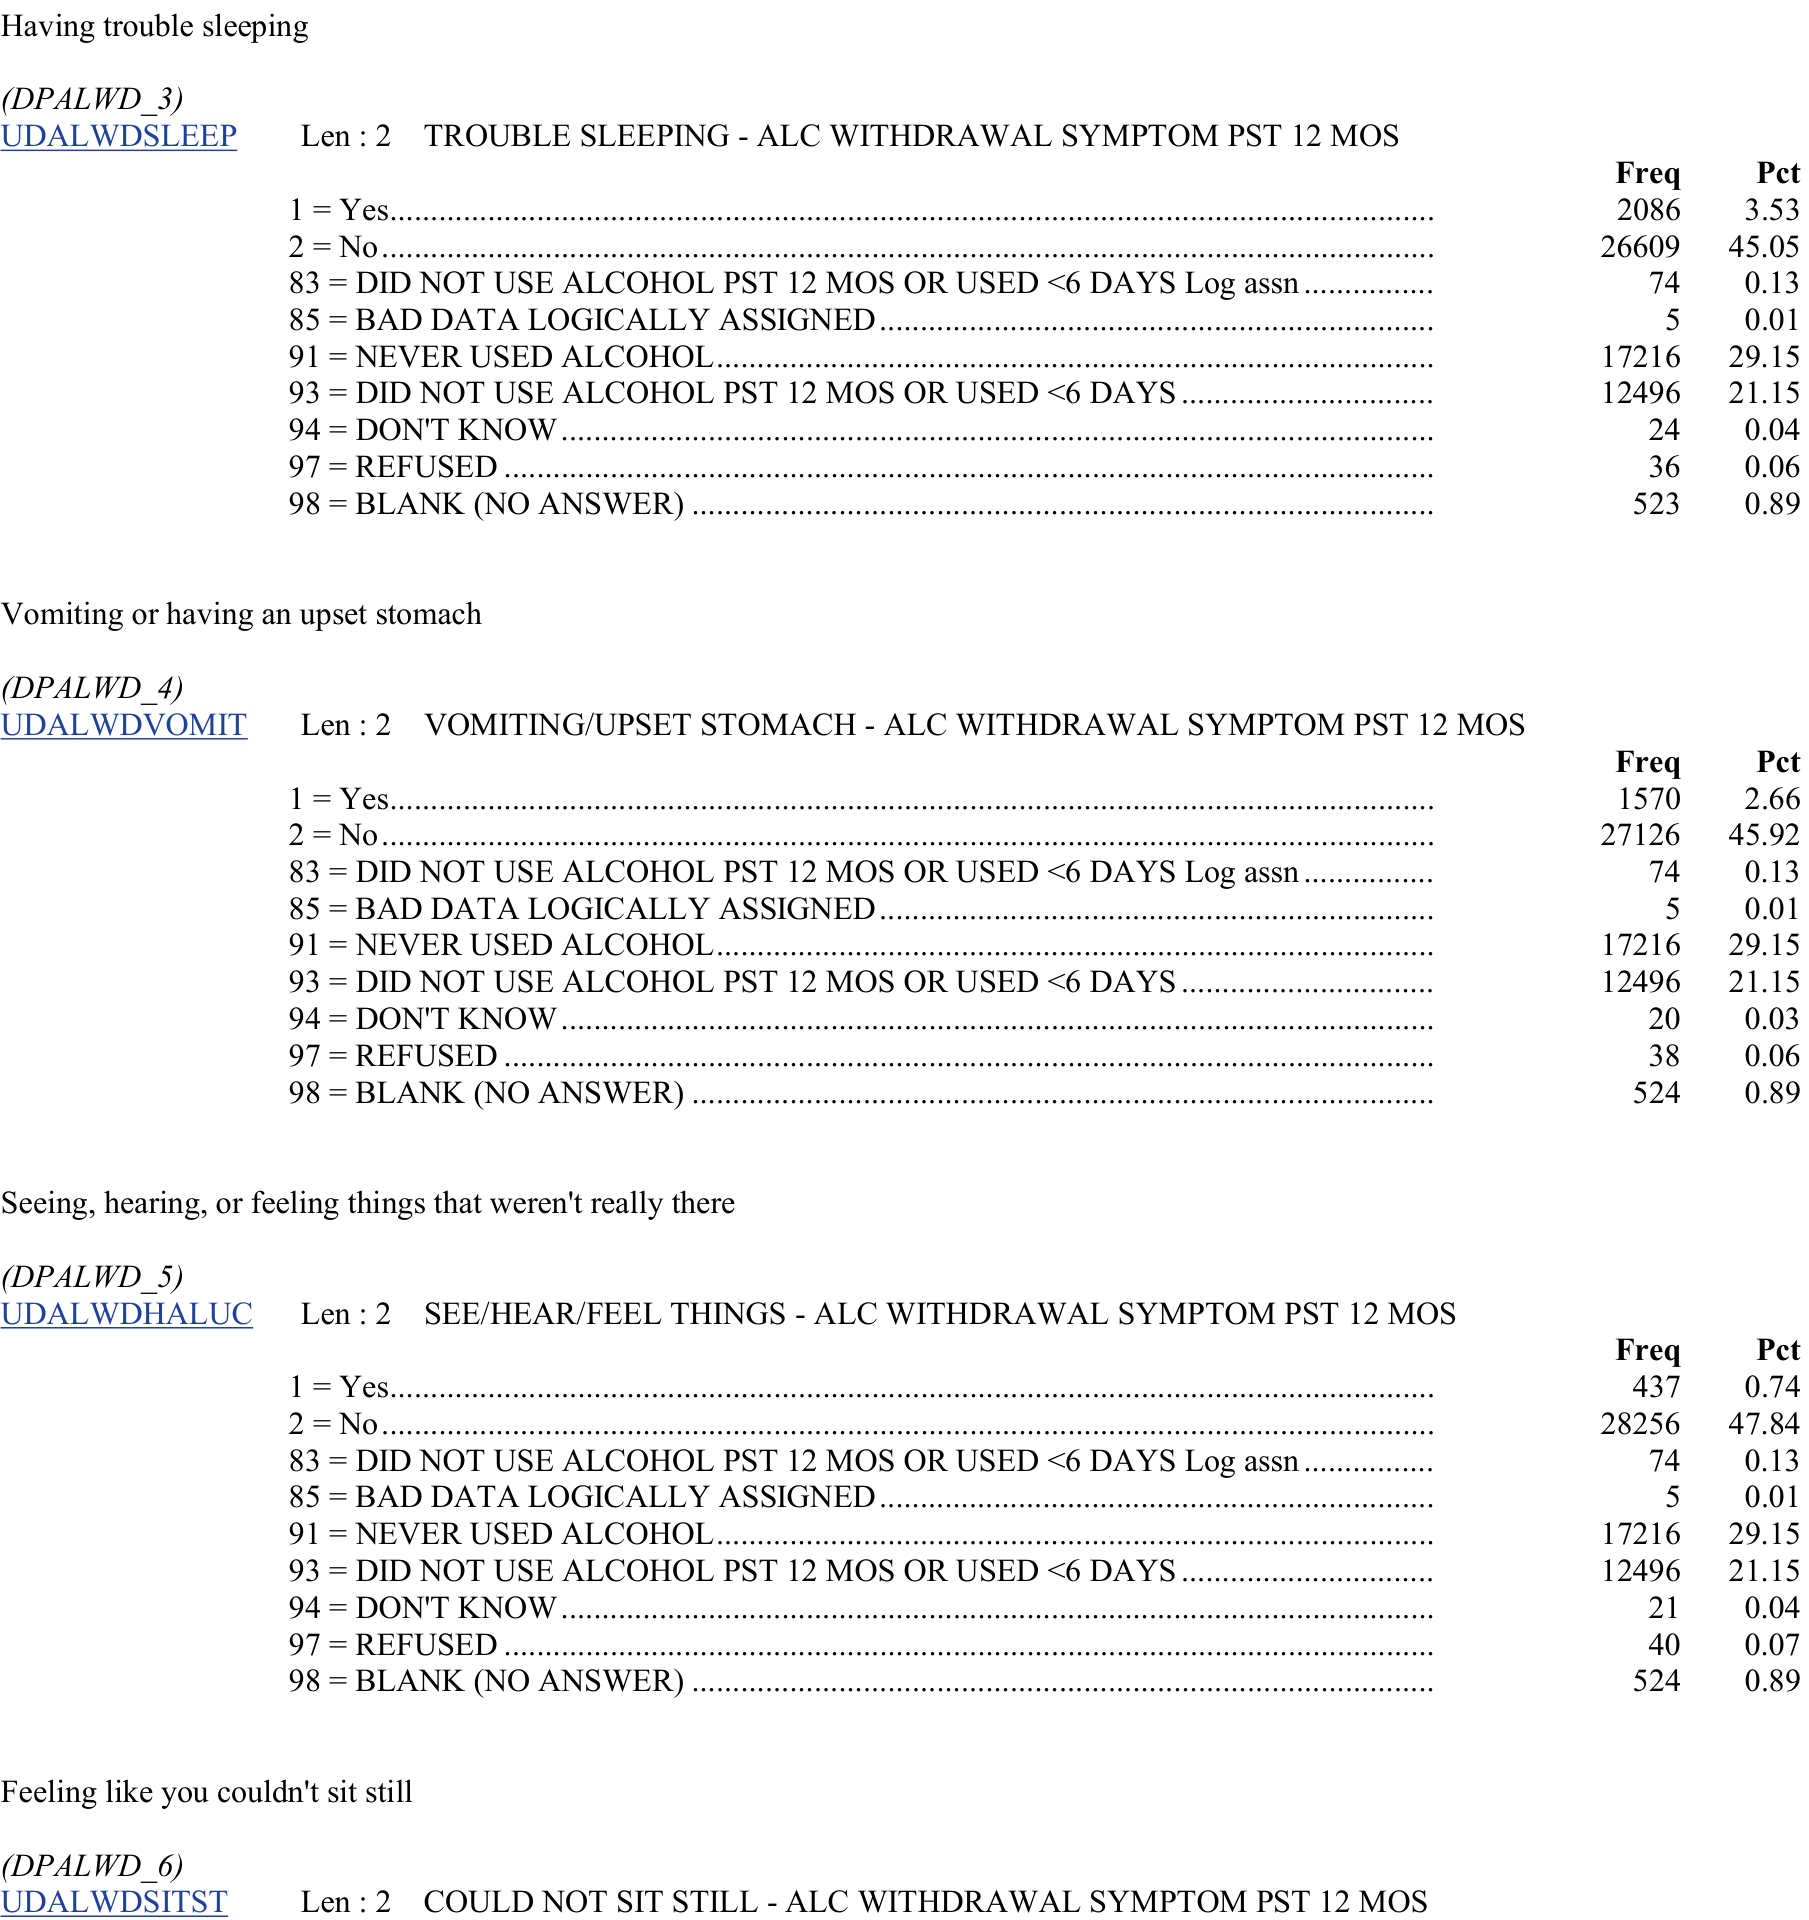 Having trouble sleeping
(DPALWD_3)
UDALWDSLEEP Len : 2 TROUBLE SLEEPING - ALC WITHDRAWAL SYMPTOM PST 12 MOS
Freq Pct
1 = Yes 2086 3.53
2 = No 26609 45.05
83 = DID NOT USE ALCOHOL PST 12 MOS OR USED <6 DAYS Log assn 74 0.13
85 = BAD DATA LOGICALLY ASSIGNED 5 0.01
91 = NEVER USED ALCOHOL 17216 29.15
93 = DID NOT USE ALCOHOL PST 12 MOS OR USED <6 DAYS 12496 21.15
94 = DON'T KNOW 24 0.04
97 = REFUSED 36 0.06
98 = BLANK (NO ANSWER) 523 0.89
Vomiting or having an upset stomach
(DPALWD_4)
UDALWDVOMIT Len : 2 VOMITING/UPSET STOMACH - ALC WITHDRAWAL SYMPTOM PST 12 MOS
Freq Pct
1 = Yes 1570 2.66
2 = No 27126 45.92
83 = DID NOT USE ALCOHOL PST 12 MOS OR USED <6 DAYS Log assn 74 0.13
85 = BAD DATA LOGICALLY ASSIGNED 5 0.01
91 = NEVER USED ALCOHOL 17216 29.15
93 = DID NOT USE ALCOHOL PST 12 MOS OR USED <6 DAYS 12496 21.15
94 = DON'T KNOW 20 0.03
97 = REFUSED 38 0.06
98 = BLANK (NO ANSWER) 524 0.89
Seeing, hearing, or feeling things that weren't really there
(DPALWD_5)
UDALWDHALUC Len : 2 SEE/HEAR/FEEL THINGS - ALC WITHDRAWAL SYMPTOM PST 12 MOS
Freq Pct
1 = Yes 437 0.74
2 = No 28256 47.84
83 = DID NOT USE ALCOHOL PST 12 MOS OR USED <6 DAYS Log assn 74 0.13
85 = BAD DATA LOGICALLY ASSIGNED 5 0.01
91 = NEVER USED ALCOHOL 17216 29.15
93 = DID NOT USE ALCOHOL PST 12 MOS OR USED <6 DAYS 12496 21.15
94 = DON'T KNOW 21 0.04
97 = REFUSED 40 0.07
98 = BLANK (NO ANSWER) 524 0.89
Feeling like you couldn't sit still
(DPALWD_6)
UDALWDSITST Len : 2 COULD NOT SIT STILL - ALC WITHDRAWAL SYMPTOM PST 12 MOS